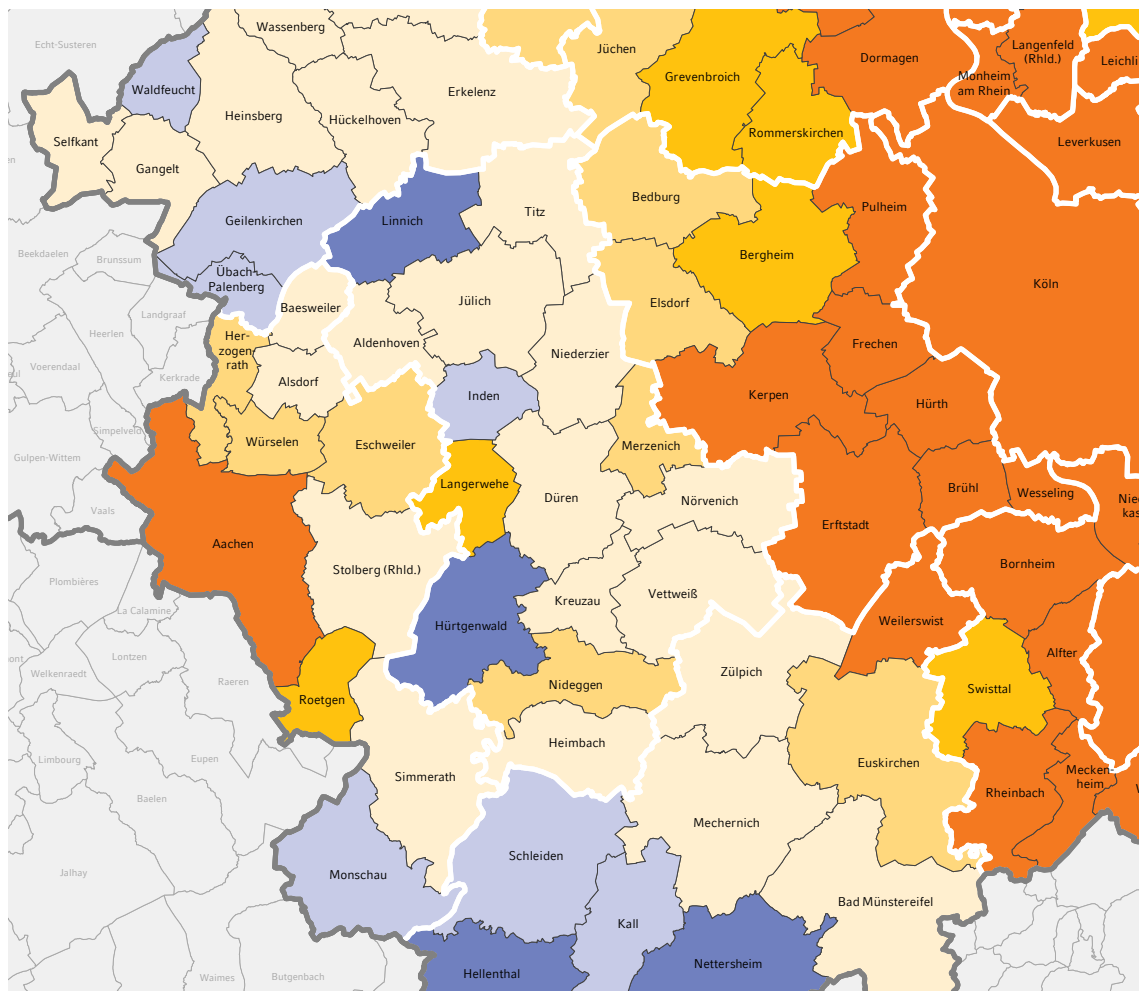 Echt-Susteren
Wassenberg
Jüchen
Dormagen
Langenfeld
(Rhld.)
Leichli
Grevenbroich
Monheim
am Rhein
Waldfeucht
Erkelenz
Heinsberg
Hückelhoven
Rommerskirchen
Leverkusen
Selfkant
en
Gangelt
Bedburg
Pulheim
Geilenkirchen
Linnich
Titz
Beekdaelen
Brunssum
Bergheim
Übach-
Palenberg
Köln
Landgraaf
Baesweiler
Jülich
Elsdorf
Heerlen
Her-
zogen-
rath
Aldenhoven
Niederzier
Frechen
Voerendaal
eul
Kerkrade
Alsdorf
Inden
Kerpen
Hürth
Simpelveld
Würselen
Eschweiler
Merzenich
Gulpen-Wittem
Langerwehe
Düren
Nörvenich
Brühl
Wesseling
Nied
kas
Vaals
Erftstadt
Aachen
Stolberg (Rhld.)
Bornheim
Plombières
Kreuzau
Vettweiß
La Calamine
Hürtgenwald
Weilerswist
Lontzen
mont
Welkenraedt
Alfter
Raeren
Zülpich
Nideggen
Swisttal
Roetgen
Heimbach
Limbourg
Eupen
Euskirchen
Simmerath
Mecken-
heim
Baelen
Rheinbach
W
Mechernich
Schleiden
Jalhay
Monschau
Bad Münstereifel
Kall
Waimes
Butgenbach
Hellenthal
Nettersheim